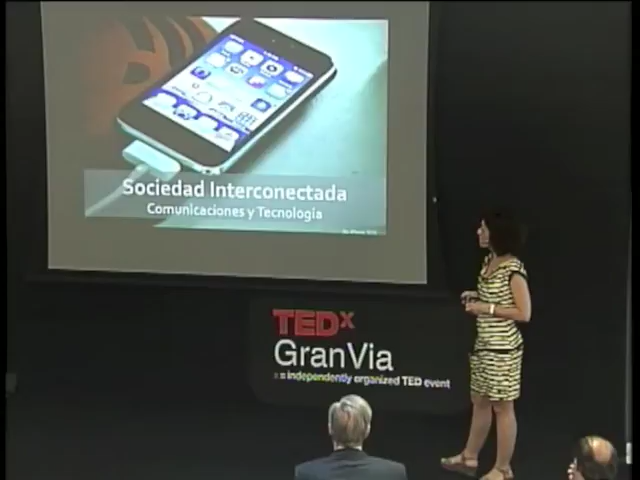 Sociedad Interconectada
Comunicaciones y Tecnología
TEDx
GranVia
independently organized TED event